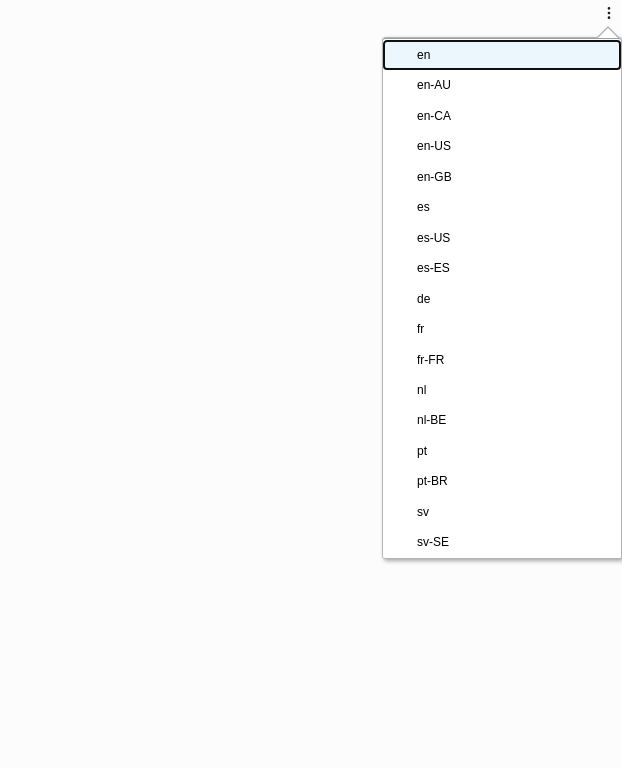 en
en-AU
en-CA
en-US
en-GB
es
es-US
es-ES
de
fr
fr-FR
nl
nl-BE
pt
pt-BR
sv
sv-SE